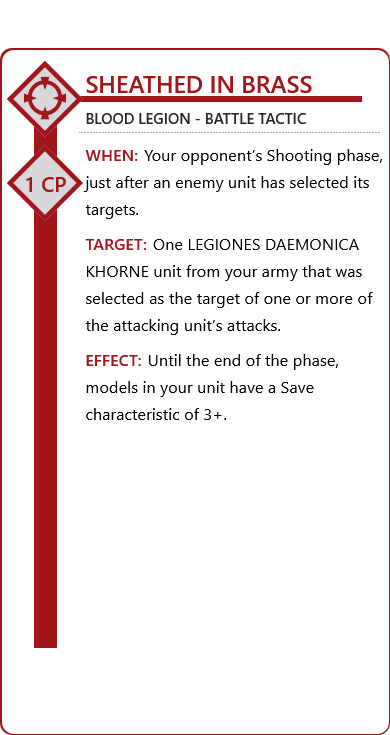 SHEATHED IN BRASS
BLOOD LEGION - BATTLE TACTIC
1 CP
WHEN: Your opponent’s Shooting phase,
just after an enemy unit has selected its
targets.
TARGET: One LEGIONES DAEMONICA
KHORNE unit from your army that was
selected as the target of one or more of
the attacking unit’s attacks.
EFFECT: Until the end of the phase,
models in your unit have a Save
characteristic of 3+.